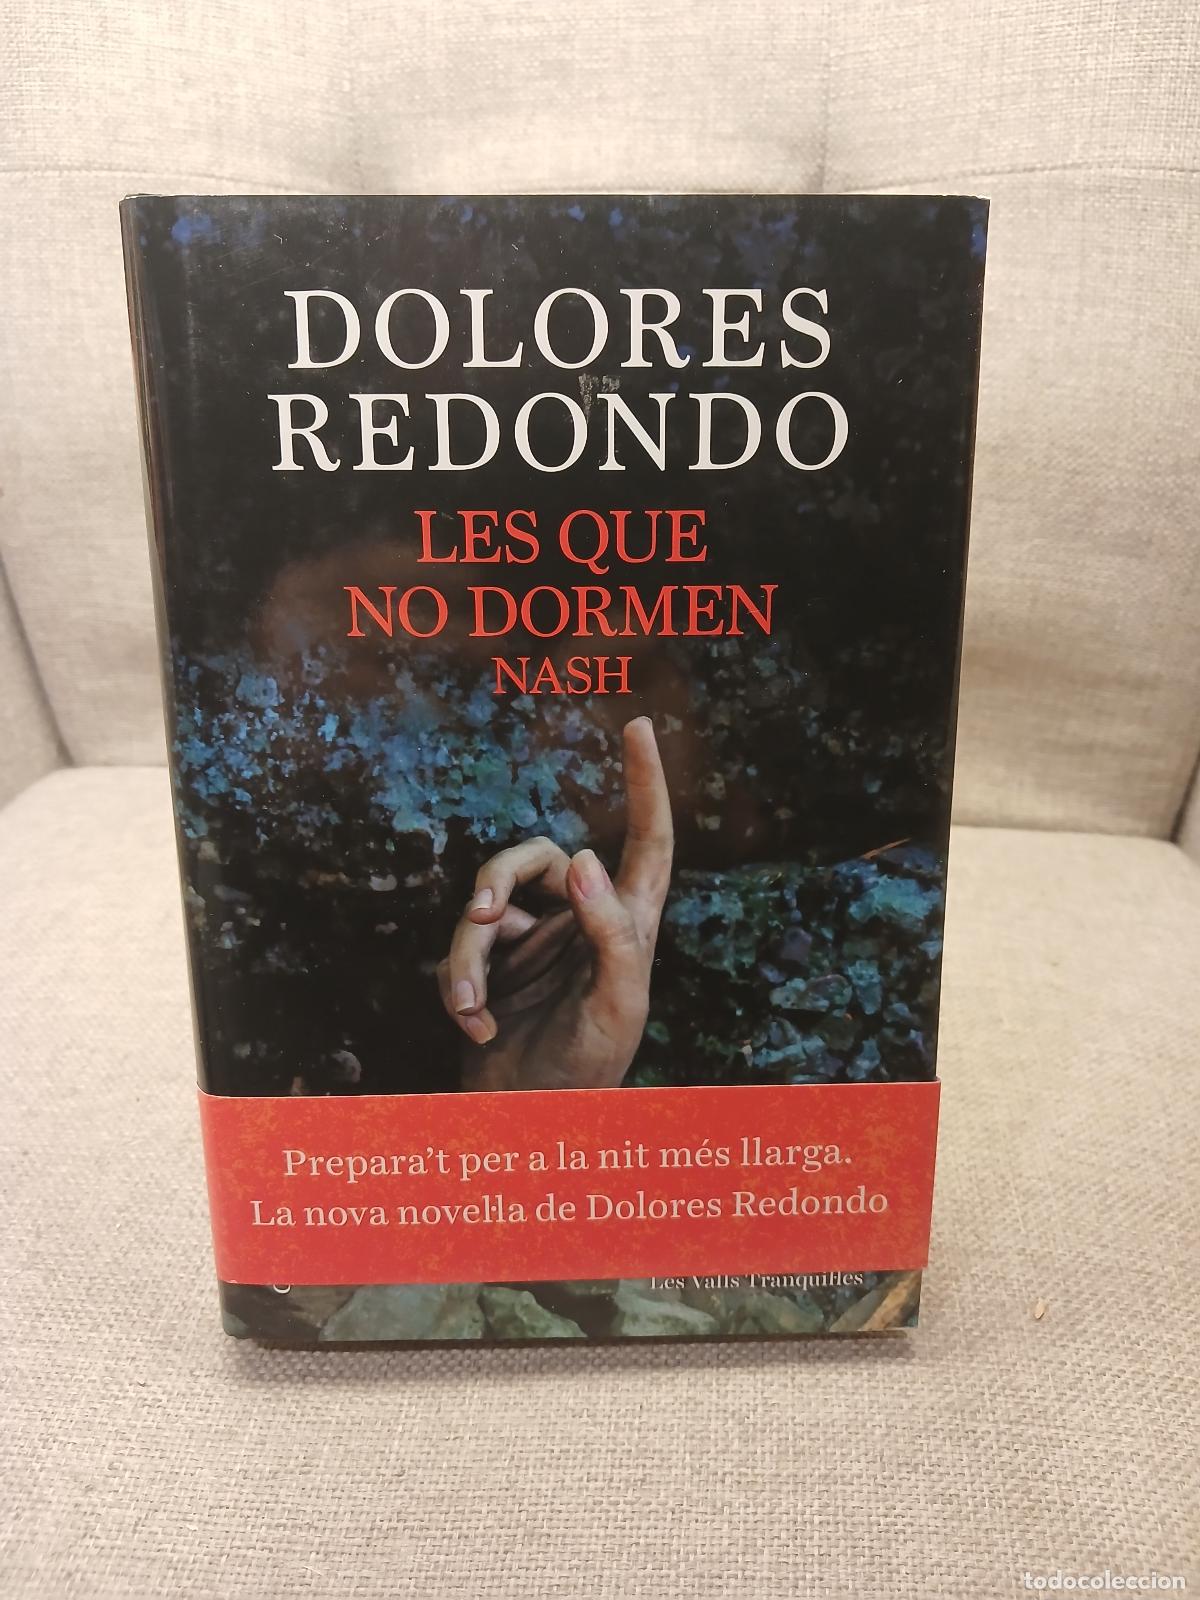 DOLORES
REDONDO
LES QUE
NO DORMEN
NASH
Prepara't per a la nit més llarga.
La nova novel·la de Dolores Redondo
Les Valls Tranquil·les
todocoleccion